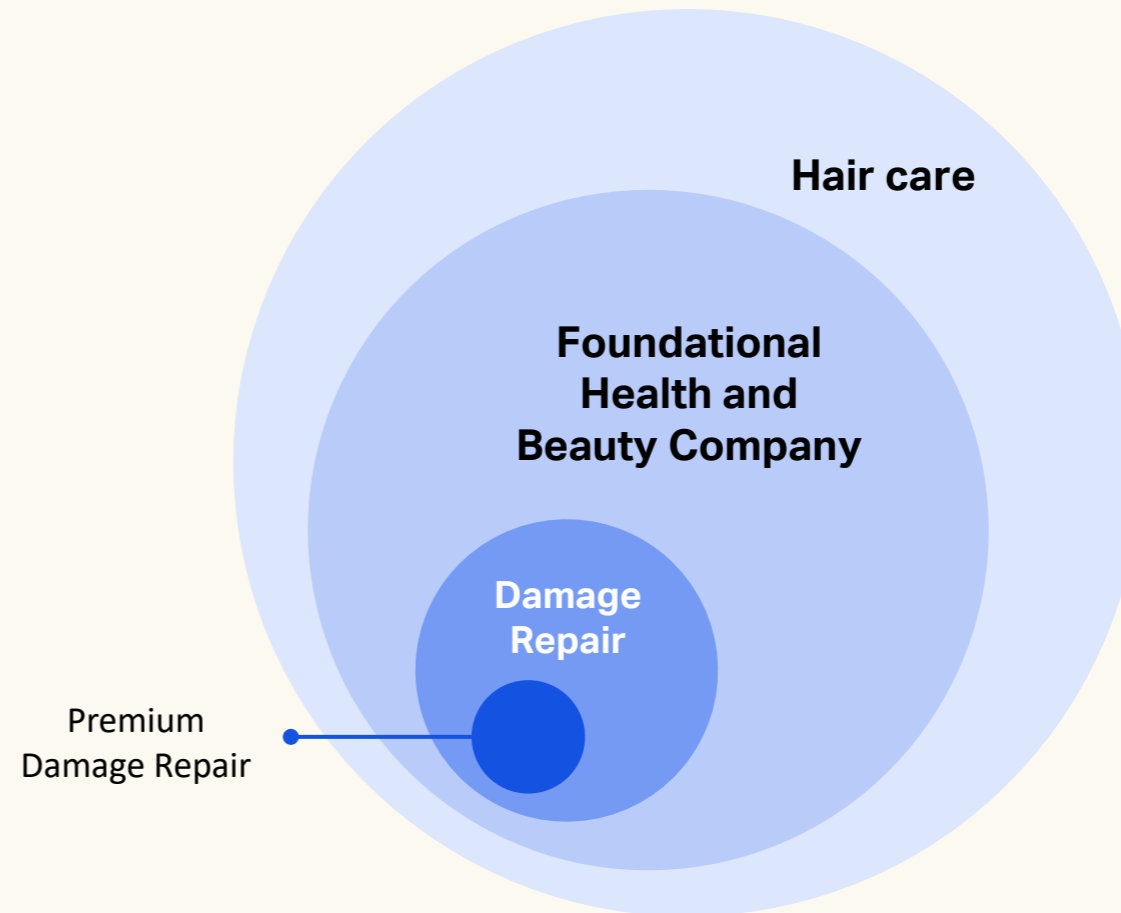 Hair care
Foundational
Health and
Beauty Company
Damage
Repair
Premium
Damage Repair